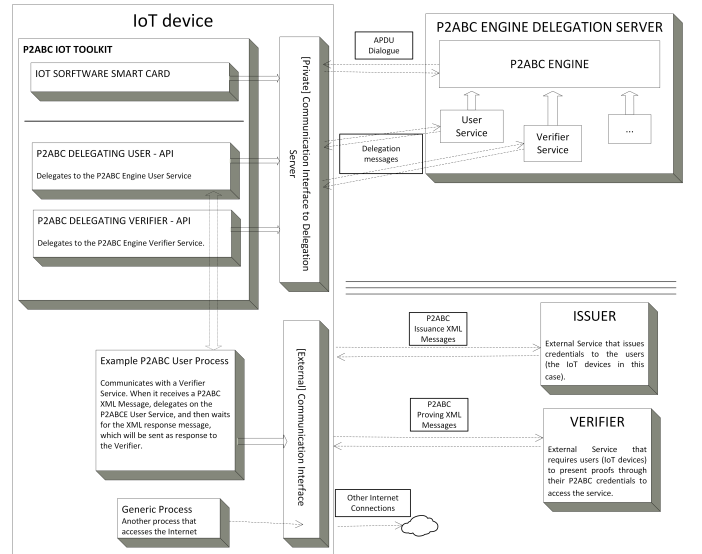 IoT device
P2ABC IOT TOOLKIT
IOT SORFTWARE SMART CARD
P2ABC DELEGATING USER - API
Delegates to the P2ABC Engine User Service
P2ABC DELEGATING VERIFIER - API
Delegates to the P2ABC Engine Verifier Service.
[Private] Communication Interface to Delegation
Server
APDU
Dialogue
Delegation
messages
P2ABC ENGINE DELEGATION SERVER
P2ABC ENGINE
User
Service
Verifier
Service
...
Example P2ABC User Process
Communicates with a Verifier
Service. When it receives a P2ABC
XML Message, delegates on the
P2ABCE User Service, and then waits
for the XML response message,
which will be sent as response to
the Verifier.
Generic Process
Another process that
accesses the Internet
[External] Communication Interface
P2ABC
Issuance XML
Messages
P2ABC
Proving XML
Messages
Other Internet
Connections
ISSUER
External Service that issues
credentials to the users
(the IoT devices in this
case).
VERIFIER
External Service that
requires users (IoT devices)
to present proofs through
their P2ABC credentials to
access the service.